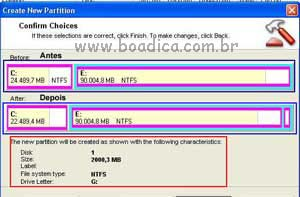 Create New Partition
Confirm Choices
If these selections are correct, click Finish. To make changes, click Back.
www.boadica.com.br
Before: Antes
C: E:
24.489,7 MB NTFS 90.004,8 MB NTFS
After: Depois
C: E:
22.489,4 MB NTFS 90.004,8 MB NTFS
The new partition will be created as shown with the following characteristics:
Disk: 1
Size: 2000,3 MB
Label:
File system type: NTFS
Drive Letter: G: